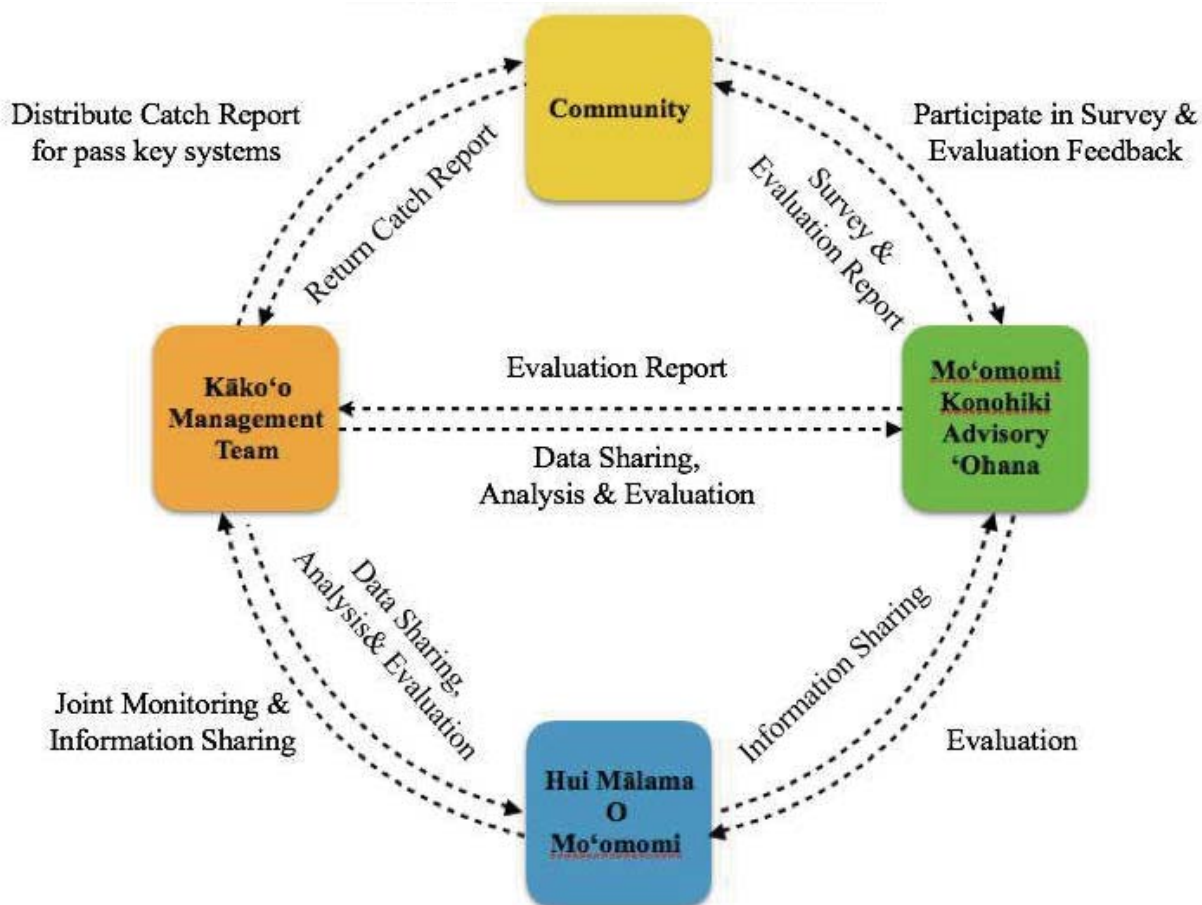 Community
Distribute Catch Report
for pass key systems
Return Catch Report
Participate in Survey &
Evaluation Feedback
Survey &
Evaluation Report
Kākoʻo
Management
Team
Evaluation Report
Data Sharing,
Analysis & Evaluation
Moʻomomi
Konohiki
Advisory
ʻOhana
Joint Monitoring &
Information Sharing
Data Sharing,
Analysis& Evaluation
Information Sharing
Evaluation
Hui Mālama
O
Moʻomomi